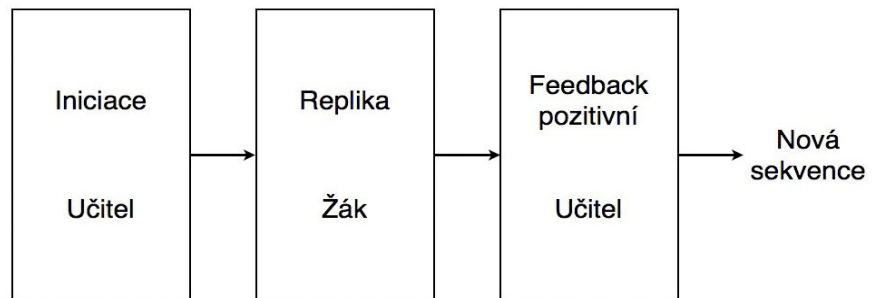 Iniciace
Učitel
Replika
Žák
Feedback
pozitivní
Učitel
Nová
sekvence